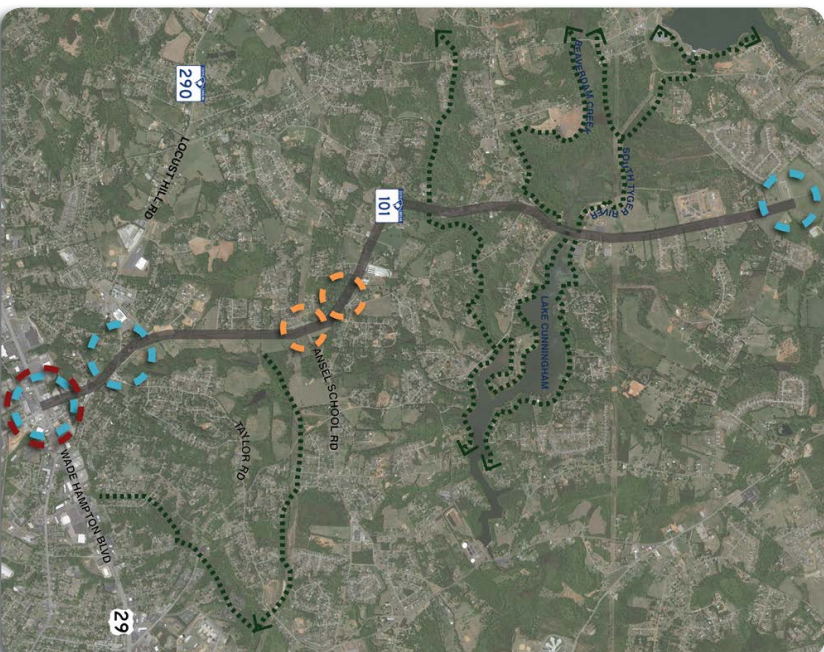 290
LOCUST HILL RD
BEAVERDAM CREEK
SOUTH TYGER RIVER
101
LAKE CUNNINGHAM
ANSEL SCHOOL RD
TAYLOR RD
WADE HAMPTON BLVD
29